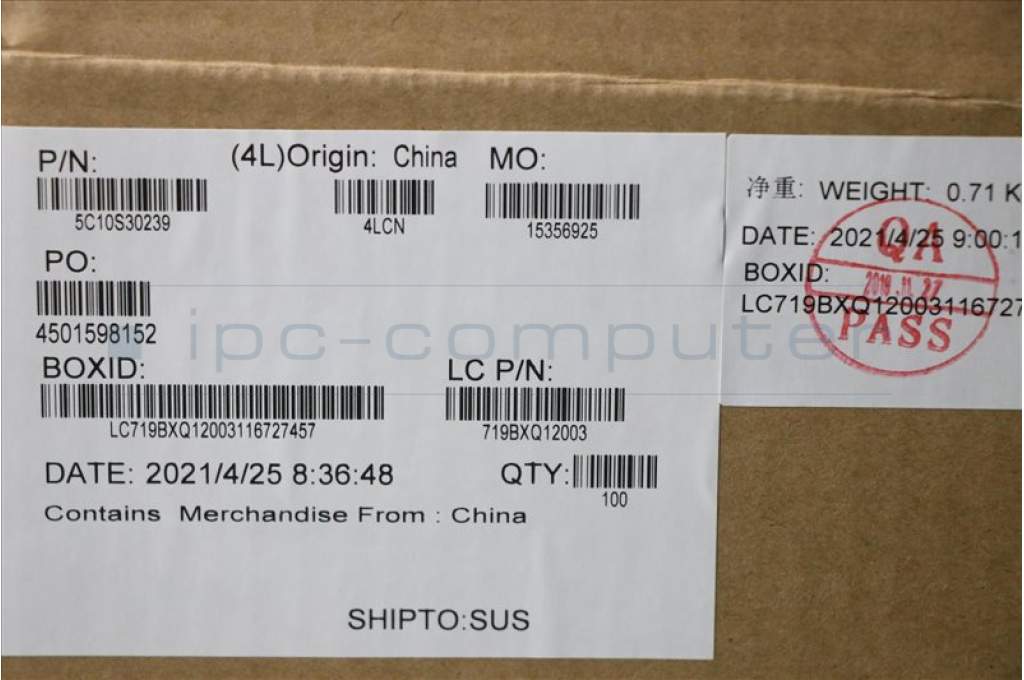 P/N:
(4L)Origin: China
MO:
5C10S30239
4LCN
15356925
PO:
4501598152
BOXID:
LC P/N:
LC719BXQ12003116727457
719BXQ12003
DATE: 2021/4/25 8:36:48
QTY:
100
Contains Merchandise From : China
SHIPTO:SUS
净重: WEIGHT: 0.71 K
DATE: 2021/4/25 9:00:1
BOXID:
LC719BXQ12003116727
QA
PASS
ipc-computer